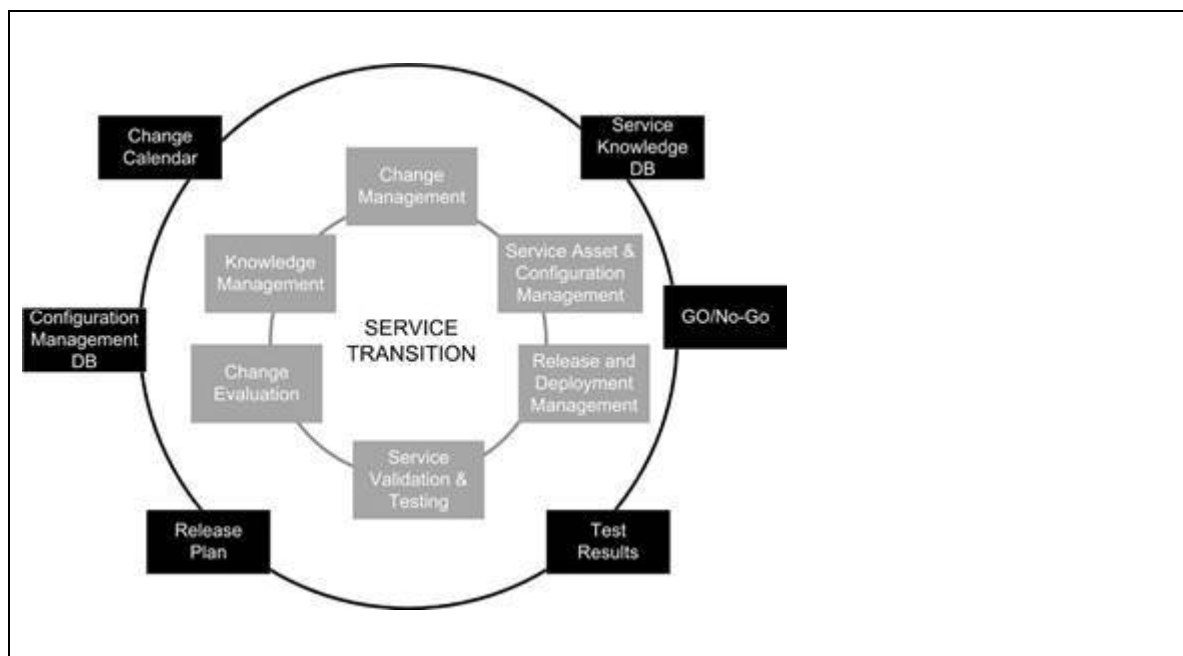 Change
Calendar
Service
Knowledge
DB
Change
Management
Knowledge
Management
Service Asset &
Configuration
Management
Configuration
Management
DB
SERVICE
TRANSITION
GO/No-Go
Change
Evaluation
Release and
Deployment
Management
Service
Validation &
Testing
Release
Plan
Test
Results